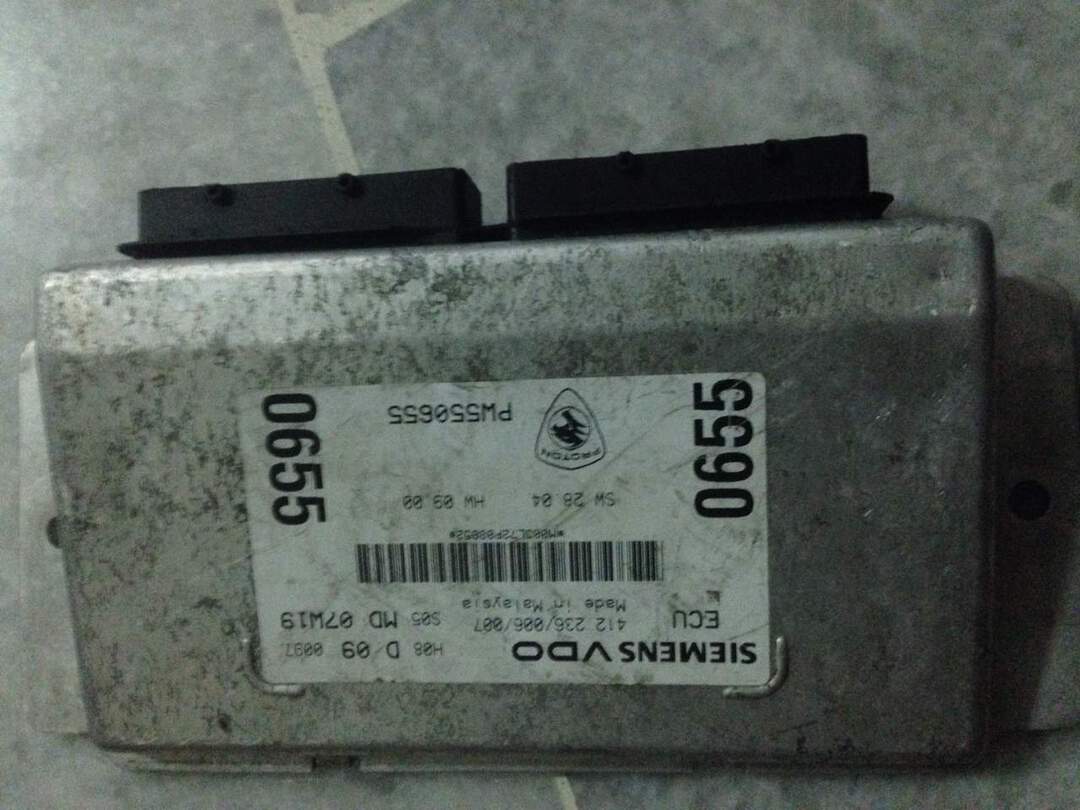 SIEMENS VDO H08 D 09 0097
412 236/006/007 S05 MD 07W19
ECU Made in Malaysia
SW 28 04 HW 09 00
0655
PROTON
PW550655
0655